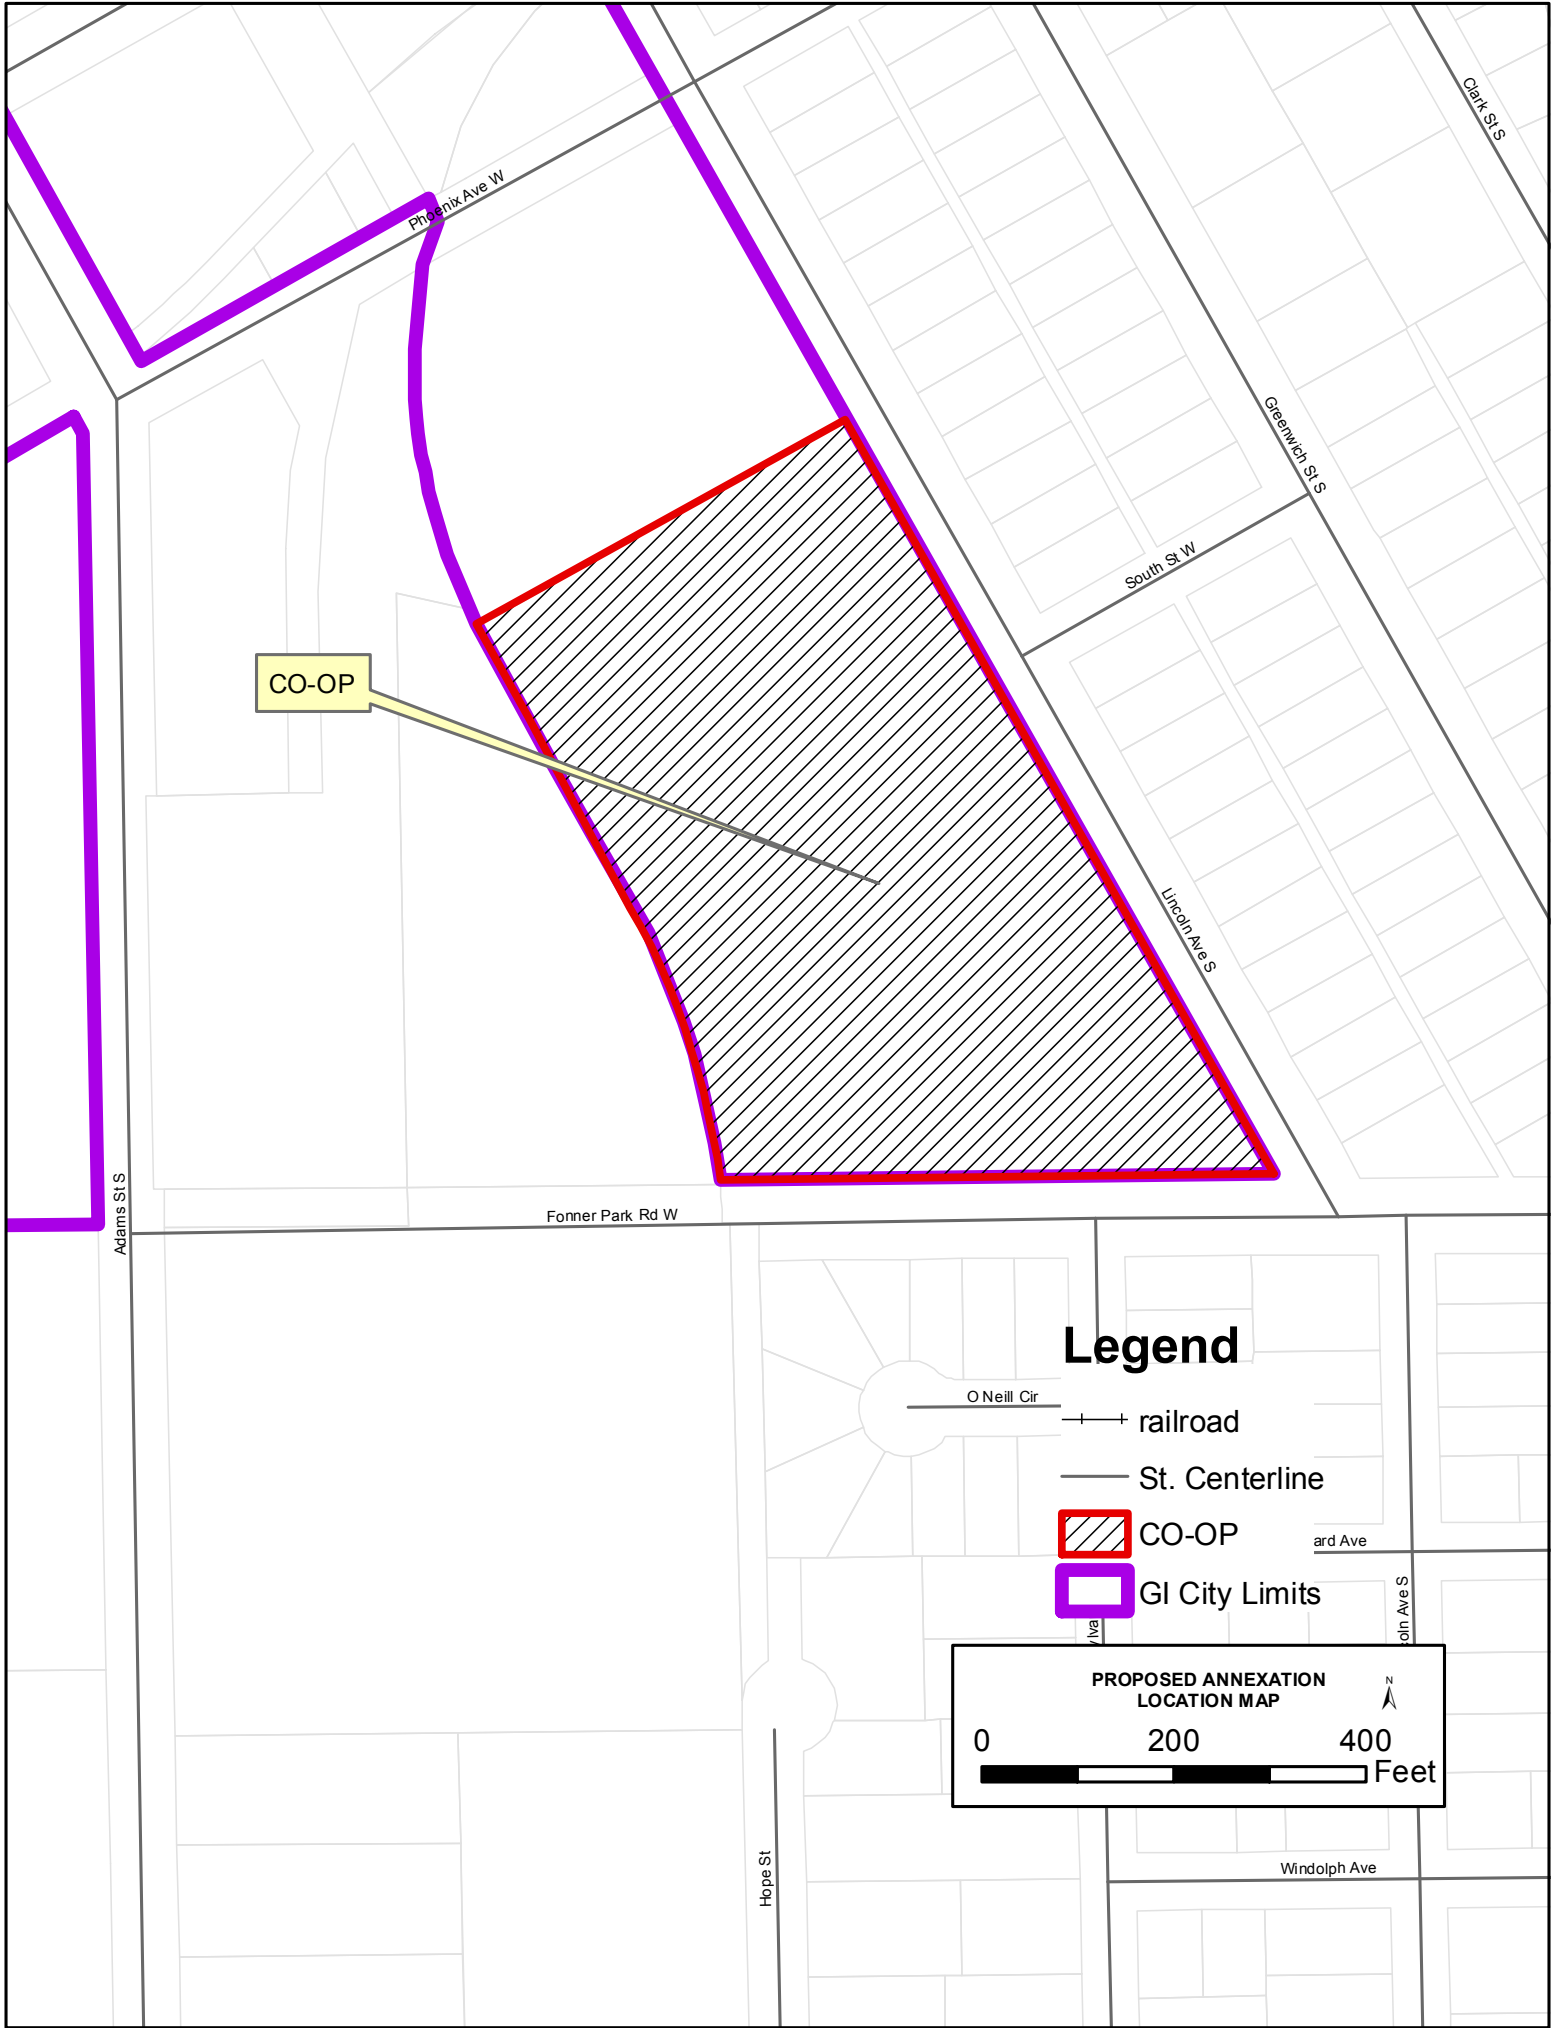 Clark St S
Phoenix Ave W
Greenwich St S
South St W
CO-OP
Lincoln Ave S
Adams St S
Fonner Park Rd W
Legend
O Neill Cir
railroad
St. Centerline
CO-OP
ard Ave
GI City Limits
coln Ave S
PROPOSED ANNEXATION
LOCATION MAP
N
0 200 400
Feet
Hope St
Windolph Ave